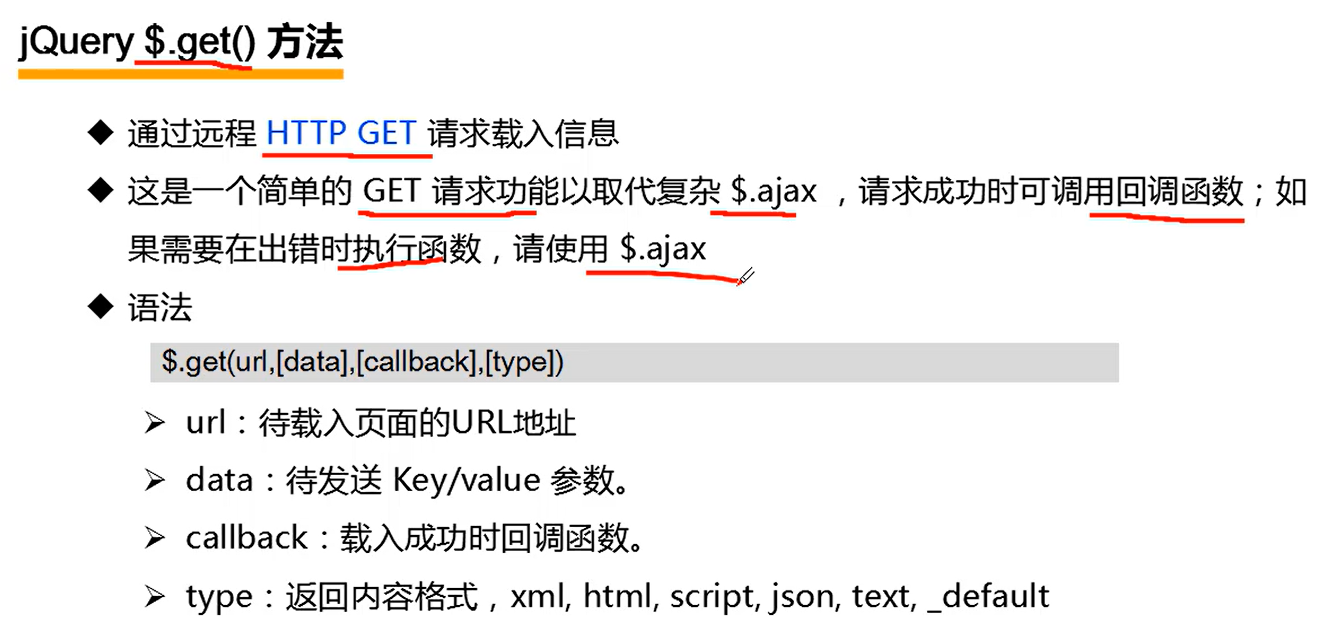 jQuery $.get() 方法
通过远程 HTTP GET 请求载入信息
这是一个简单的 GET 请求功能以取代复杂 $.ajax ，请求成功时可调用回调函数；如
果需要在出错时执行函数，请使用 $.ajax
语法
$.get(url,[data],[callback],[type])
url：待载入页面的URL地址
data：待发送 Key/value 参数。
callback：载入成功时回调函数。
type：返回内容格式，xml, html, script, json, text, _default